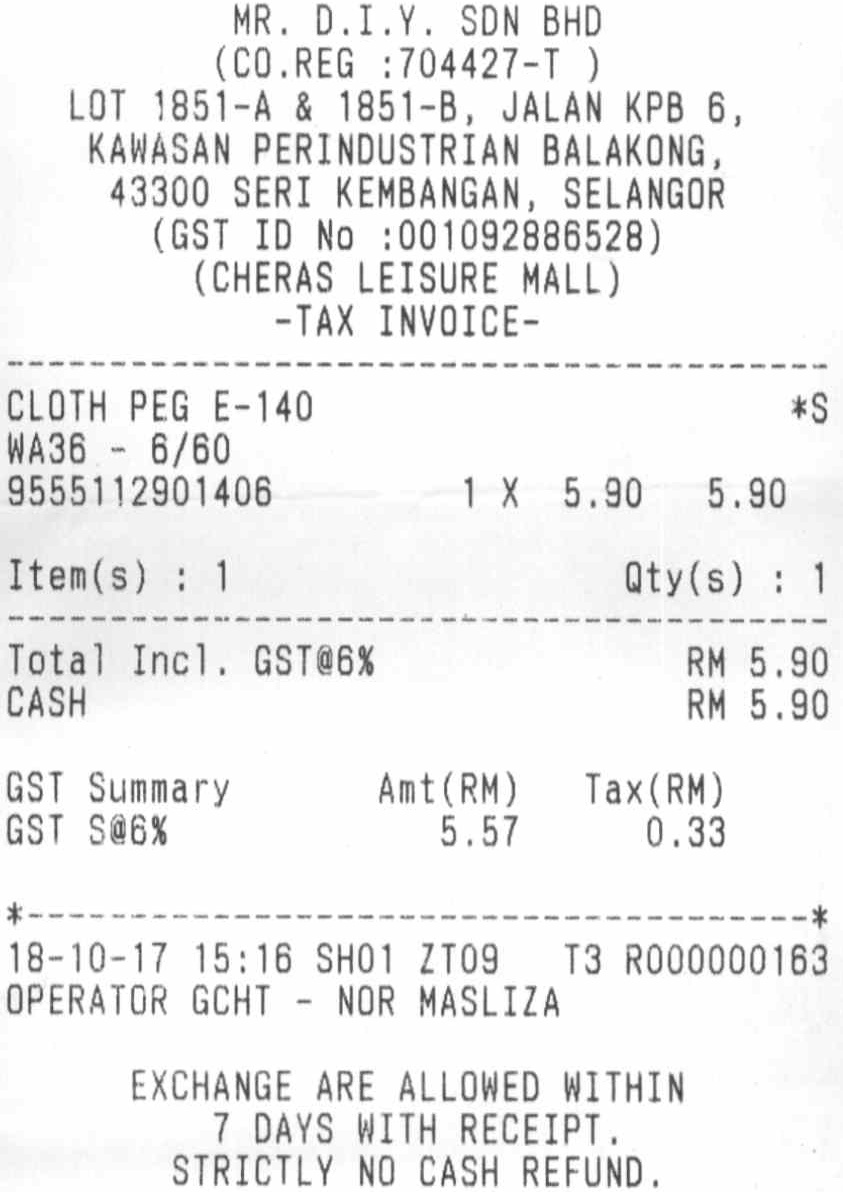 MR. D.I.Y. SDN BHD
(CO.REG :704427-T )
LOT 1851-A & 1851-B, JALAN KPB 6,
KAWASAN PERINDUSTRIAN BALAKONG,
43300 SERI KEMBANGAN, SELANGOR
(GST ID No :001092886528)
(CHERAS LEISURE MALL)
-TAX INVOICE-
CLOTH PEG E-140 *S
WA36 - 6/60
9555112901406 1 X 5.90 5.90
Item(s) : 1 Qty(s) : 1
Total Incl. GST@6% RM 5.90
CASH RM 5.90
GST Summary Amt(RM) Tax(RM)
GST S@6% 5.57 0.33
*--------------------------------------*
18-10-17 15:16 SH01 ZT09 T3 R000000163
OPERATOR GCHT - NOR MASLIZA
EXCHANGE ARE ALLOWED WITHIN
7 DAYS WITH RECEIPT.
STRICTLY NO CASH REFUND.